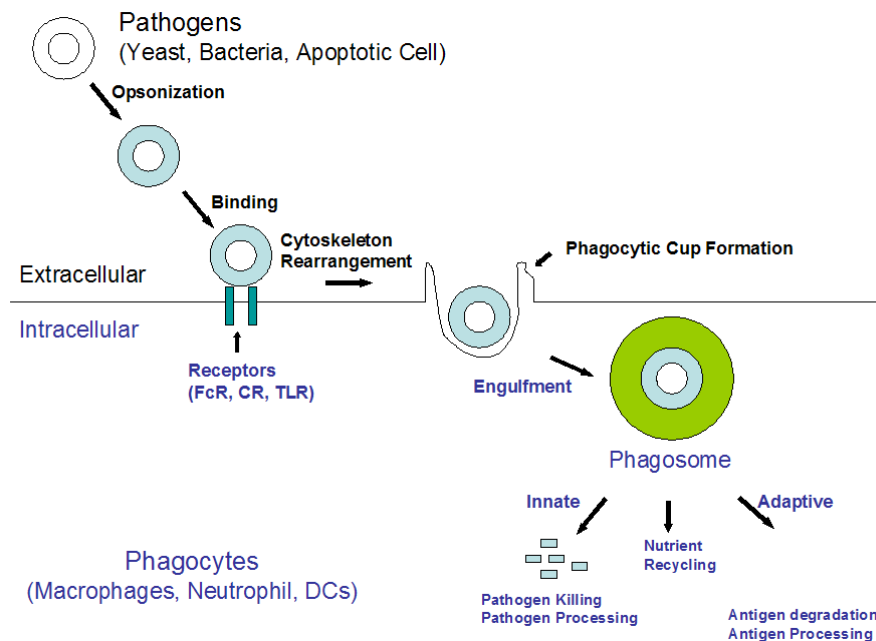 Pathogens
(Yeast, Bacteria, Apoptotic Cell)
Opsonization
Binding
Cytoskeleton
Rearrangement
Phagocytic Cup Formation
Extracellular
Intracellular
Receptors
(FcR, CR, TLR)
Engulfment
Phagosome
Innate
Adaptive
Nutrient
Recycling
Phagocytes
(Macrophages, Neutrophil, DCs)
Pathogen Killing
Pathogen Processing
Antigen degradation
Antigen Processing